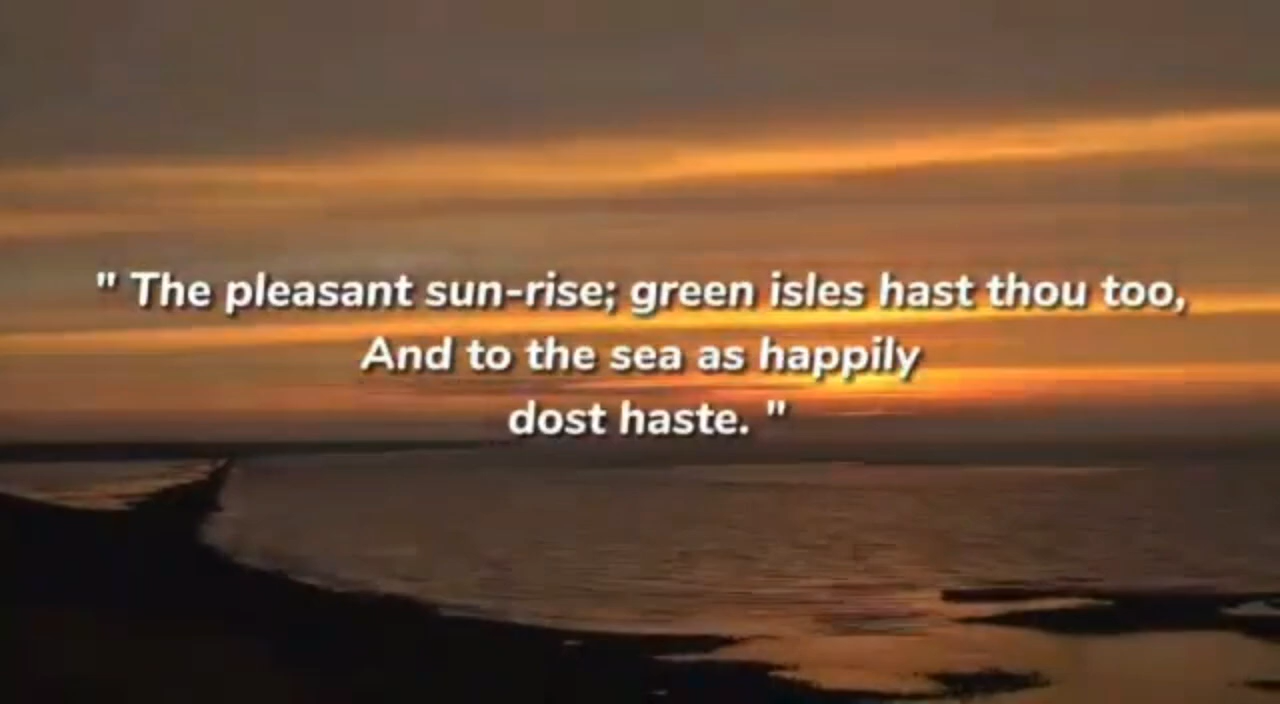 " The pleasant sun-rise; green isles hast thou too,
And to the sea as happily
dost haste. "